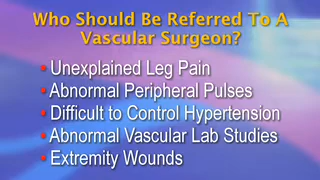 Who Should Be Referred To A
Vascular Surgeon?
• Unexplained Leg Pain
• Abnormal Peripheral Pulses
• Difficult to Control Hypertension
• Abnormal Vascular Lab Studies
• Extremity Wounds